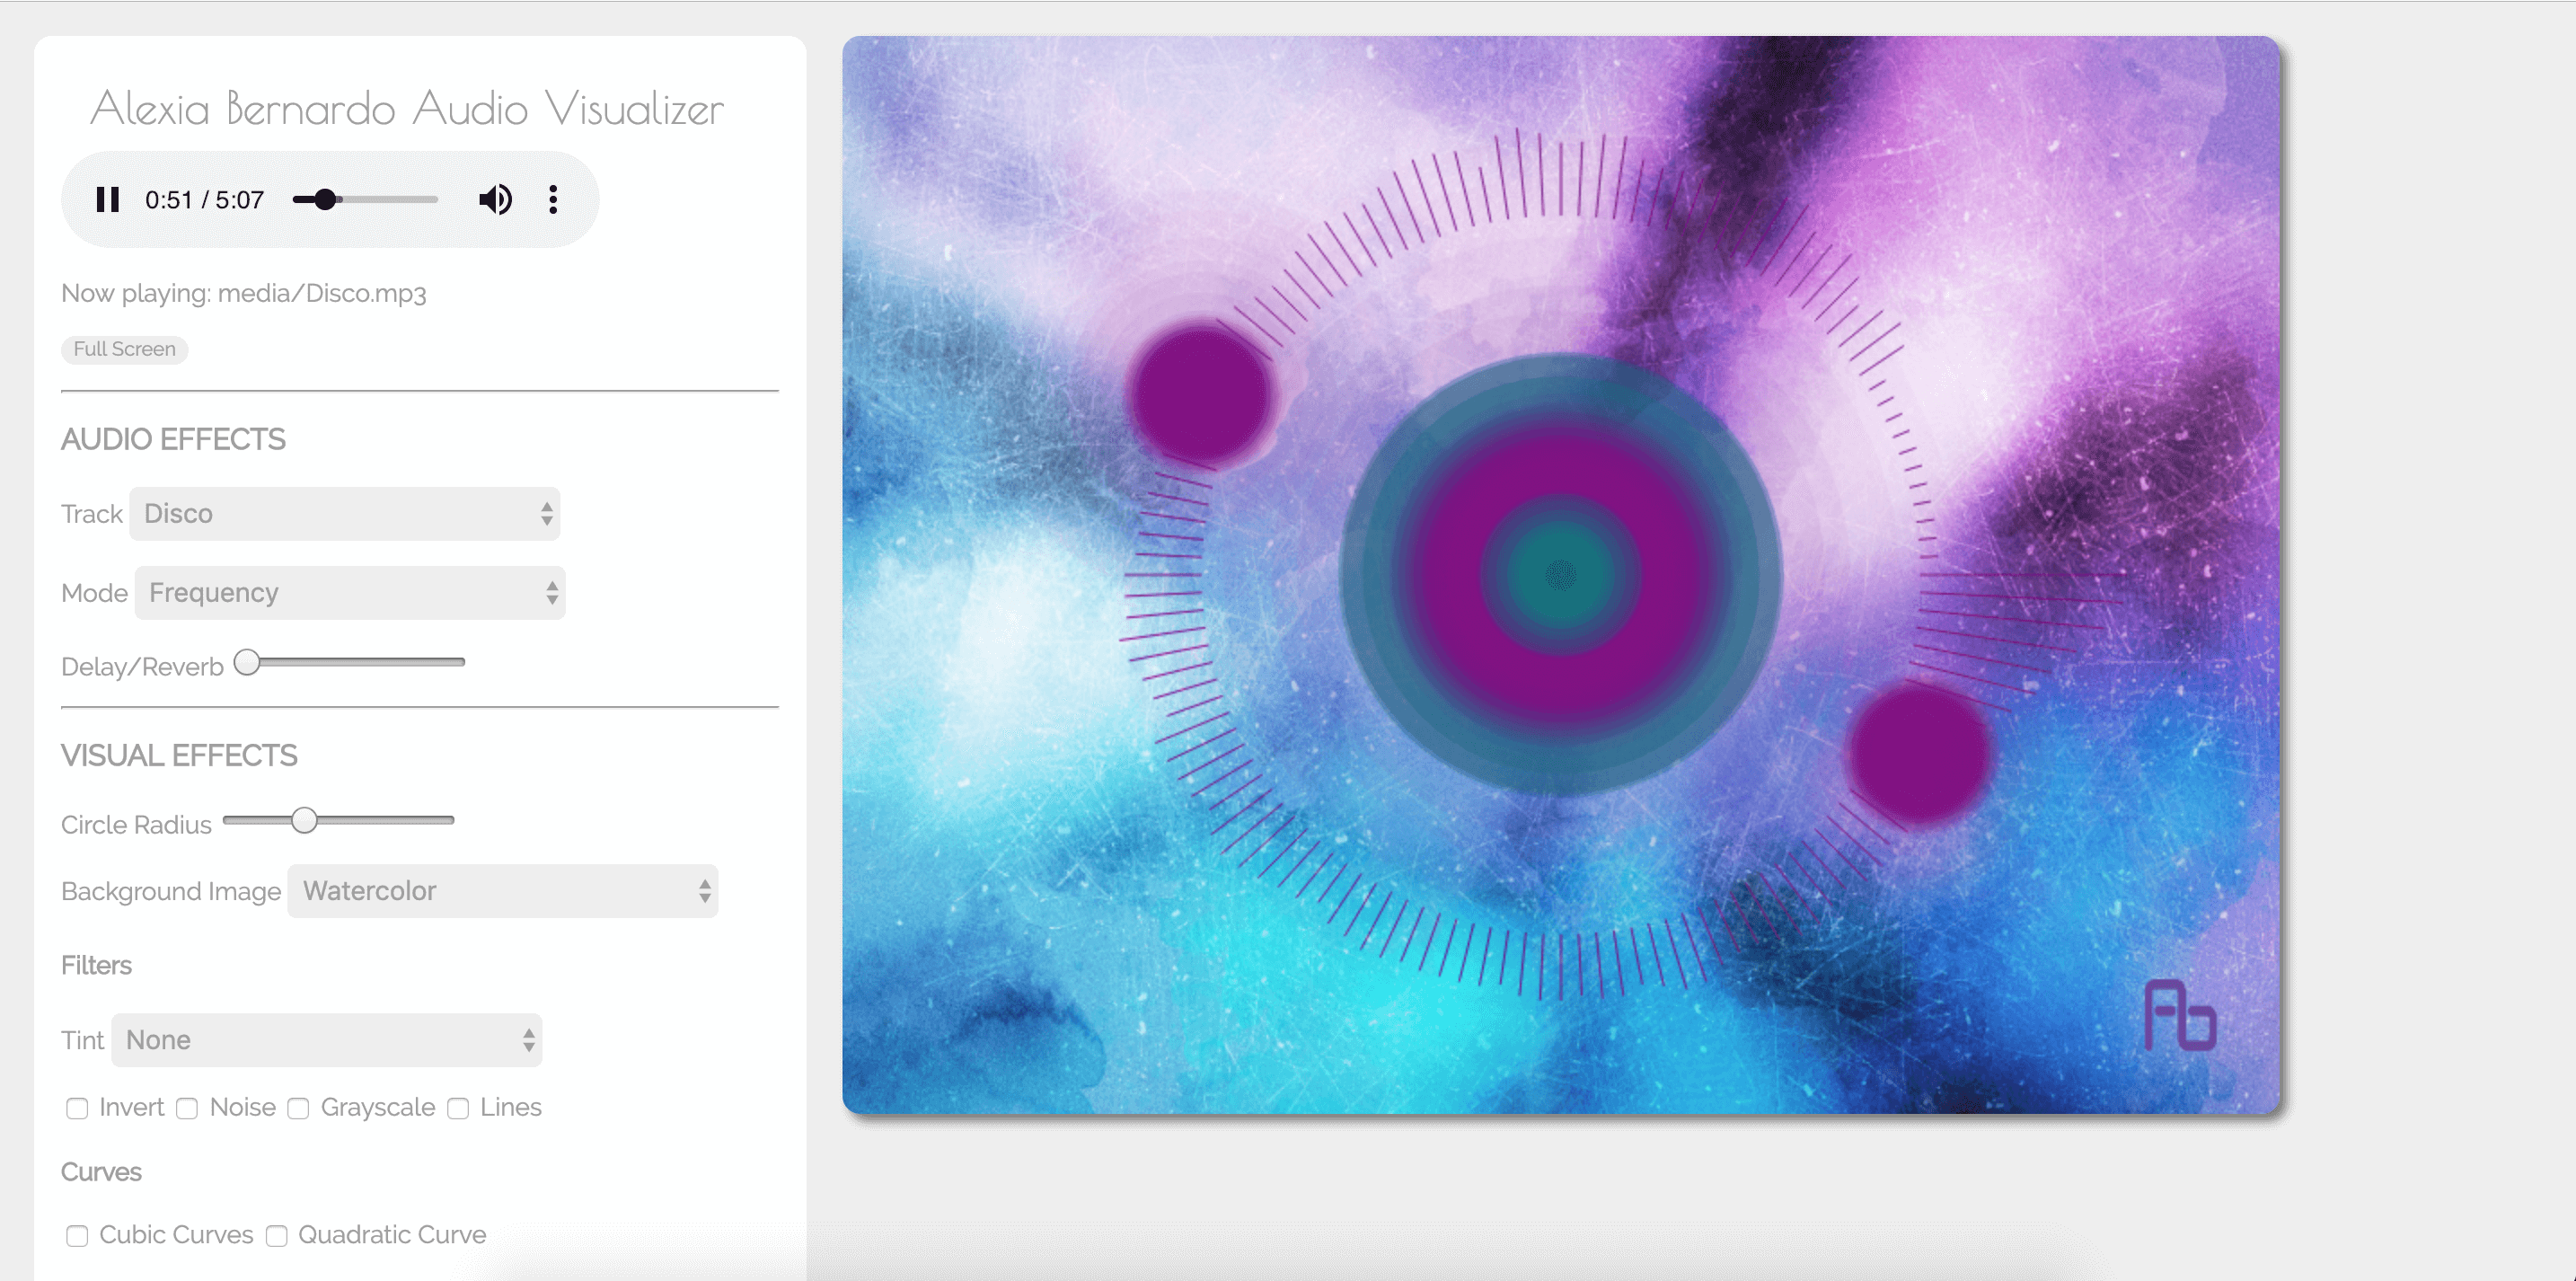 Alexia Bernardo Audio Visualizer
0:51 / 5:07
Now playing: media/Disco.mp3
Full Screen
AUDIO EFFECTS
Track Disco
Mode Frequency
Delay/Reverb
VISUAL EFFECTS
Circle Radius
Background Image Watercolor
Filters
Tint None
Invert Noise Grayscale Lines
Curves
Cubic Curves Quadratic Curve
Ab